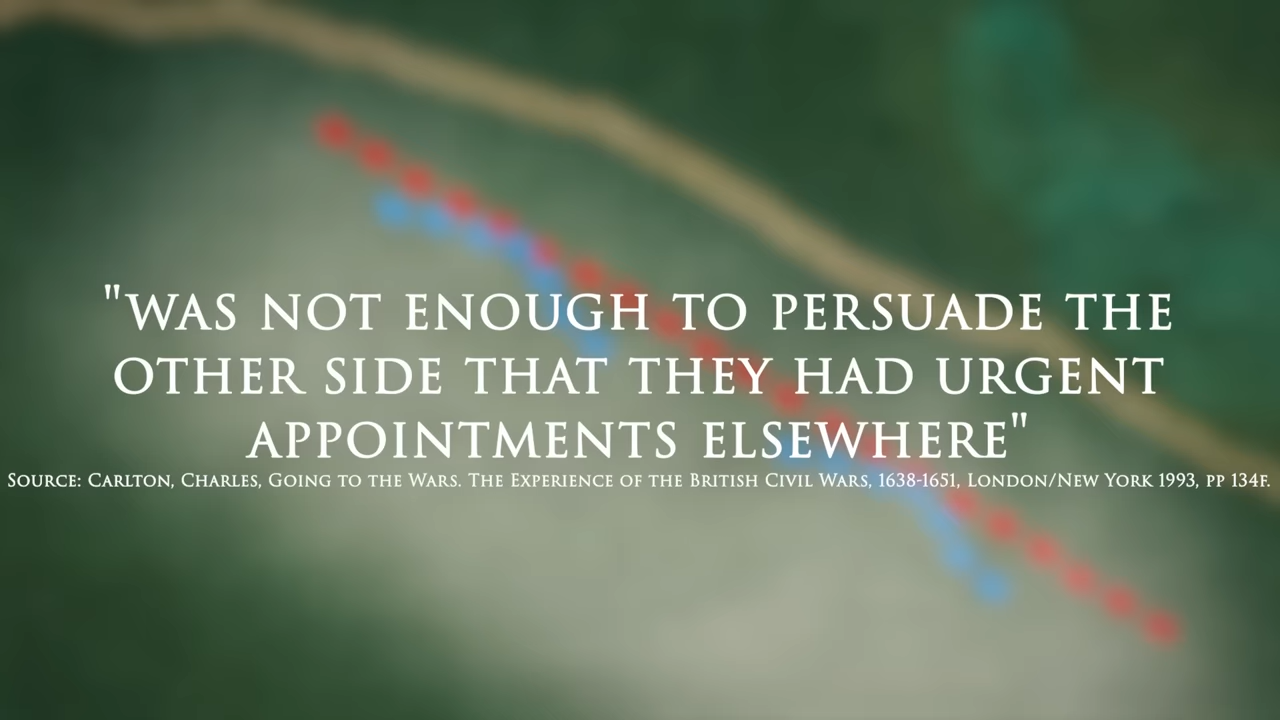 "WAS NOT ENOUGH TO PERSUADE THE
OTHER SIDE THAT THEY HAD URGENT
APPOINTMENTS ELSEWHERE"
SOURCE: CARLTON, CHARLES, GOING TO THE WARS. THE EXPERIENCE OF THE BRITISH CIVIL WARS, 1638-1651, LONDON/NEW YORK 1993, PP 134F.